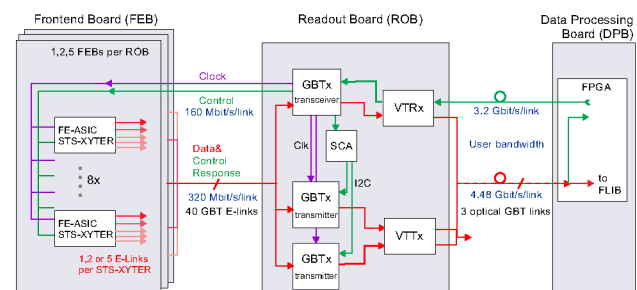 Frontend Board (FEB)
Readout Board (ROB)
Data Processing
Board (DPB)
1,2,5 FEBs per ROB
Clock
Control
160 Mbit/s/link
FE-ASIC
STS-XYTER
8x
FE-ASIC
STS-XYTER
1,2 or 5 E-Links
per STS-XYTER
Data&
Control
Response
320 Mbit/s/link
40 GBT E-links
GBTx
transceiver
VTRx
Clk
SCA
I2C
GBTx
transmitter
GBTx
transmitter
VTTx
3.2 Gbit/s/link
User bandwidth
4.48 Gbit/s/link
3 optical GBT links
FPGA
to
FLIB